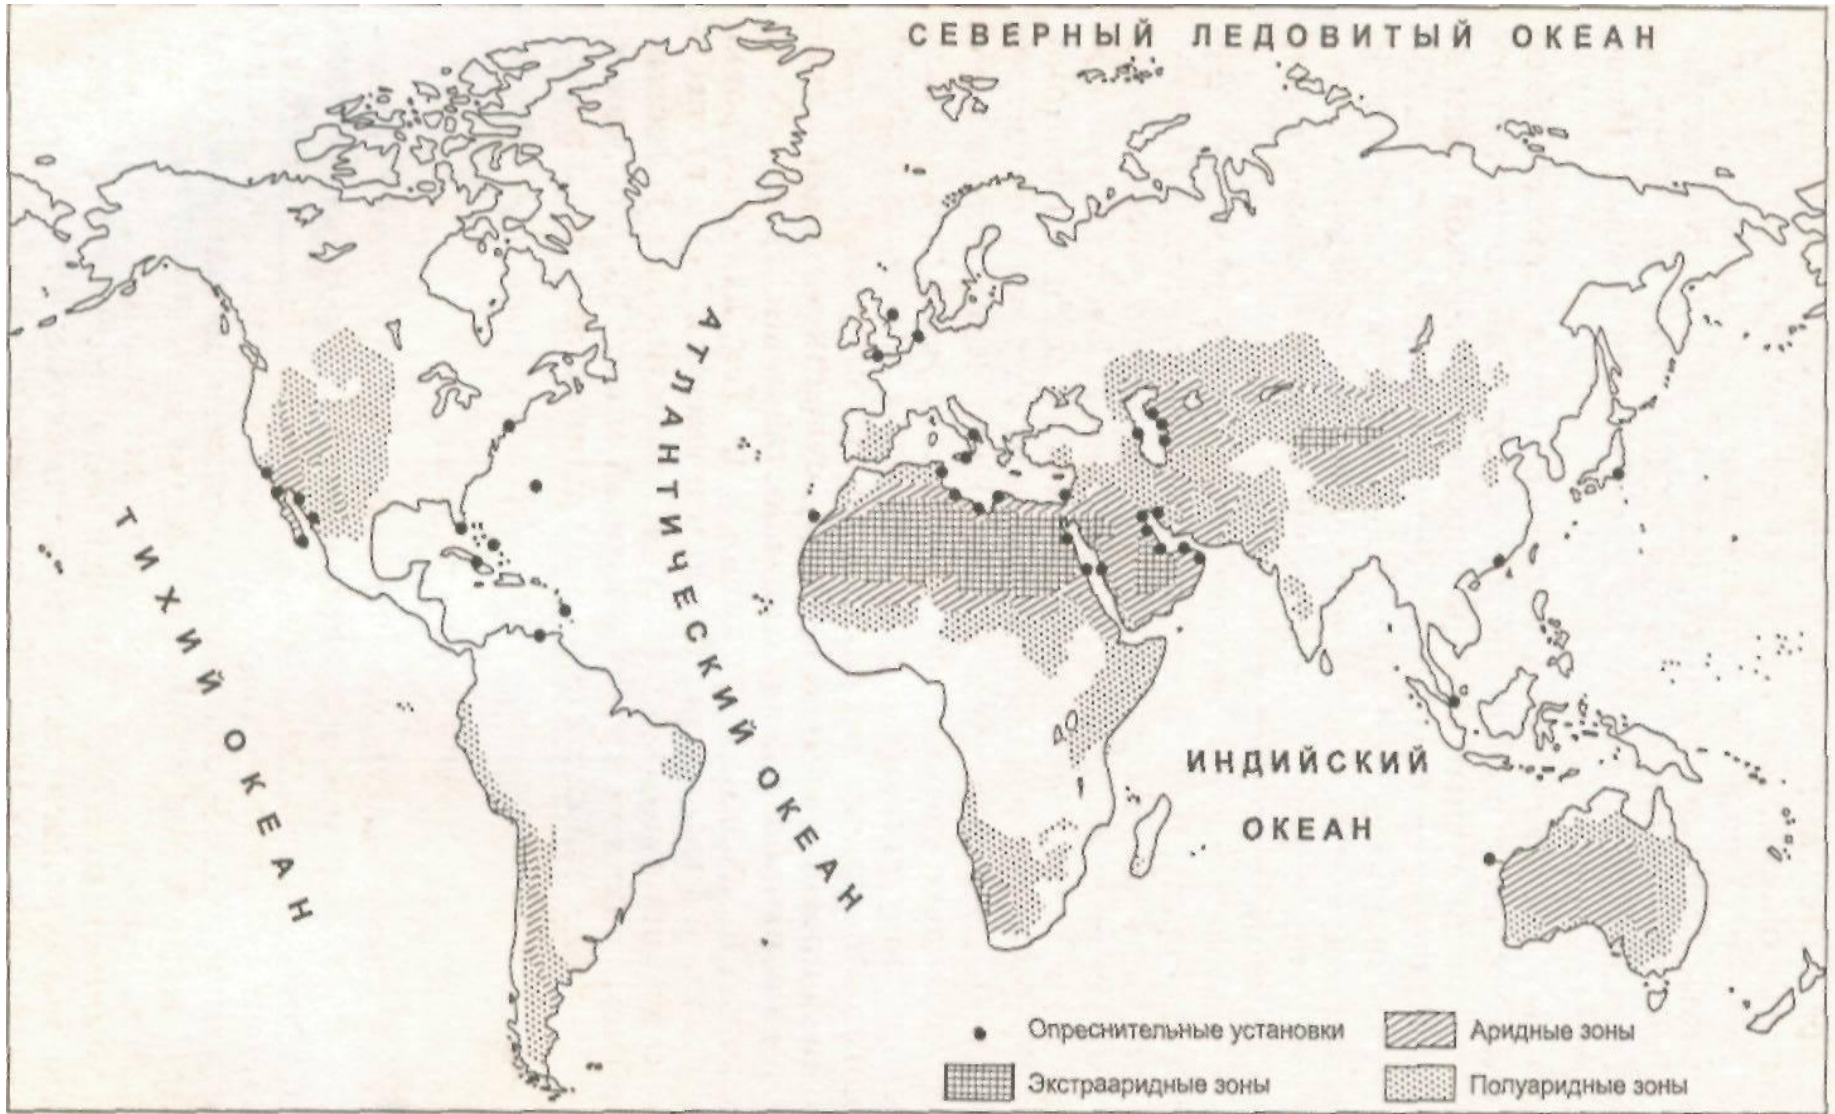 СЕВЕРНЫЙ ЛЕДОВИТЫЙ ОКЕАН
АТЛАНТИЧЕСКИЙ ОКЕАН
ТИХИЙ ОКЕАН
ИНДИЙСКИЙ
ОКЕАН
Опреснительные установки
Аридные зоны
Экстрааридные зоны
Полуаридные зоны